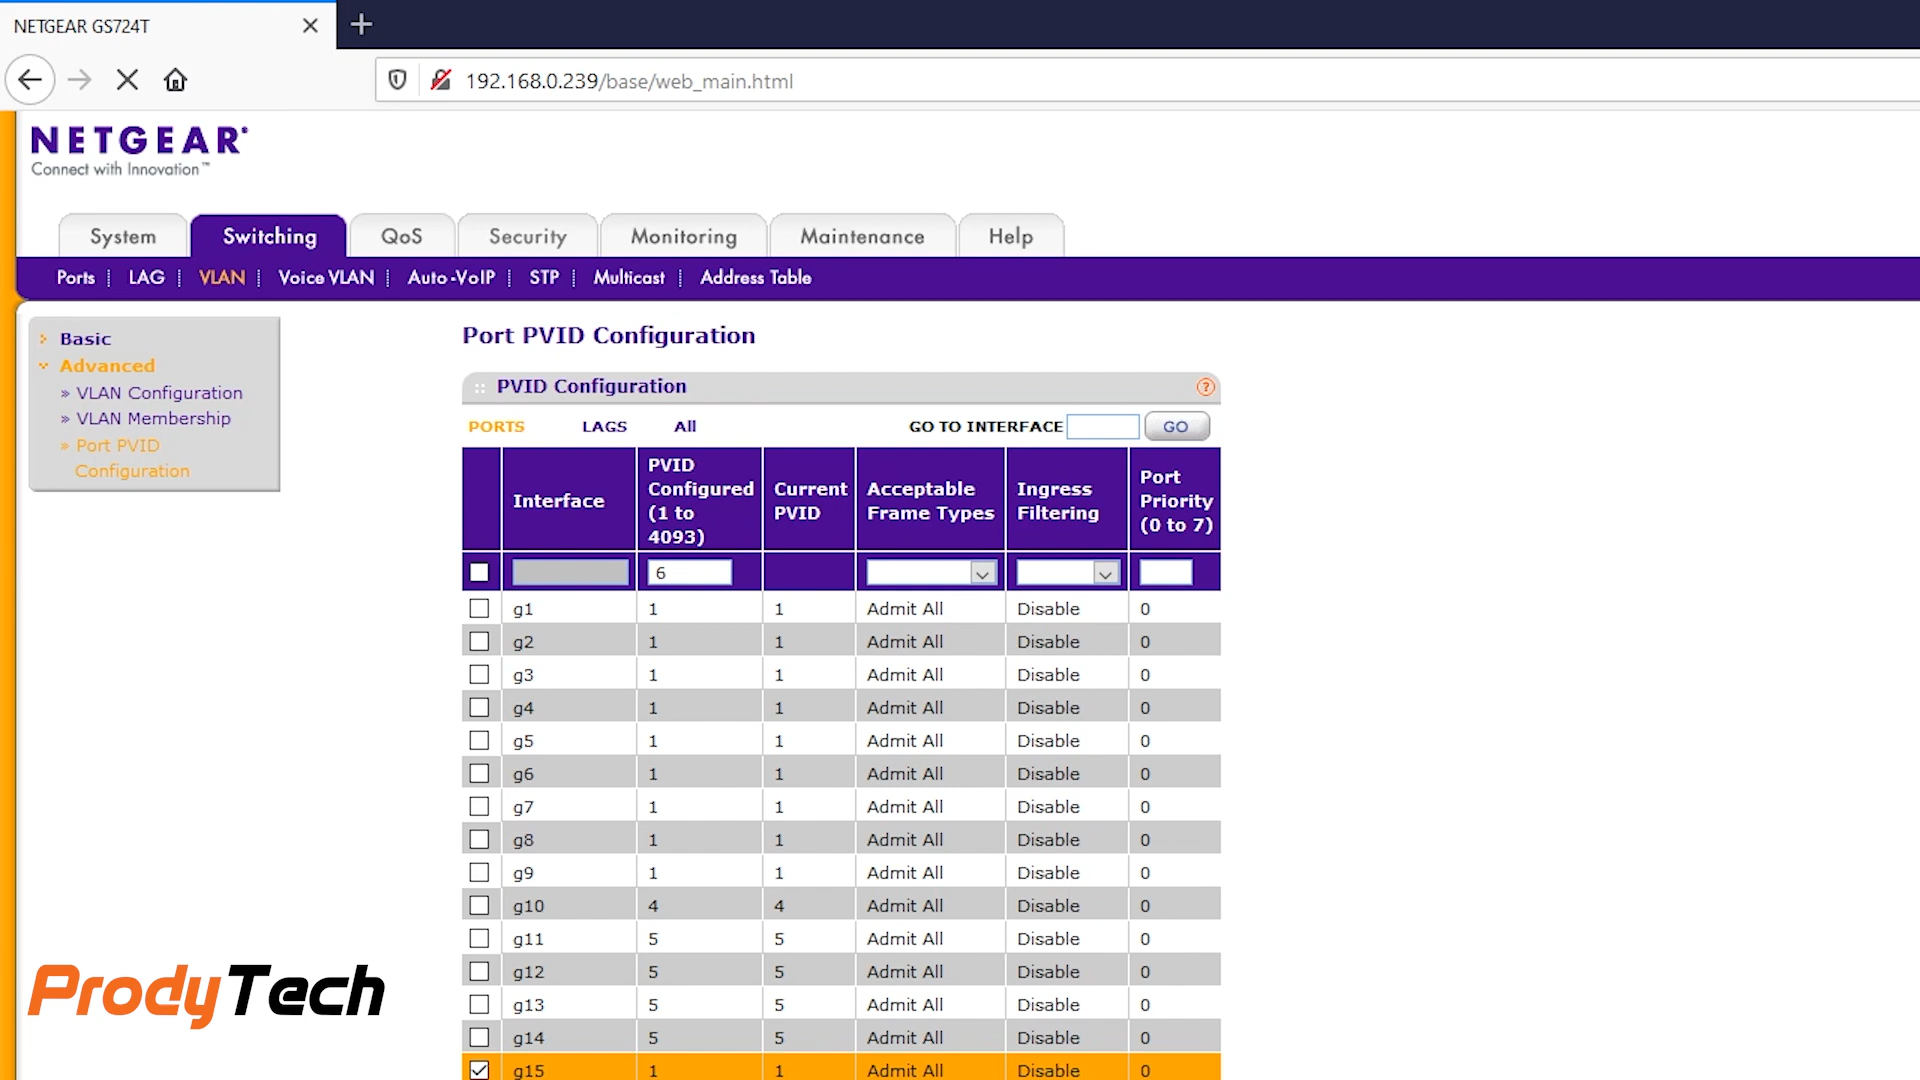 NETGEAR GS724T
192.168.0.239/base/web_main.html
NETGEAR®
Connect with Innovation™
System Switching QoS Security Monitoring Maintenance Help
Ports LAG VLAN Voice VLAN Auto-VoIP STP Multicast Address Table
Basic
Advanced
» VLAN Configuration
» VLAN Membership
» Port PVID
Configuration
Port PVID Configuration
PVID Configuration ?
PORTS LAGS All GO TO INTERFACE GO
Interface PVID Configured (1 to 4093) Current PVID Acceptable Frame Types Ingress Filtering Port Priority (0 to 7)
6
g1 1 1 Admit All Disable 0
g2 1 1 Admit All Disable 0
g3 1 1 Admit All Disable 0
g4 1 1 Admit All Disable 0
g5 1 1 Admit All Disable 0
g6 1 1 Admit All Disable 0
g7 1 1 Admit All Disable 0
g8 1 1 Admit All Disable 0
g9 1 1 Admit All Disable 0
g10 4 4 Admit All Disable 0
g11 5 5 Admit All Disable 0
g12 5 5 Admit All Disable 0
g13 5 5 Admit All Disable 0
g14 5 5 Admit All Disable 0
g15 1 1 Admit All Disable 0
ProdyTech